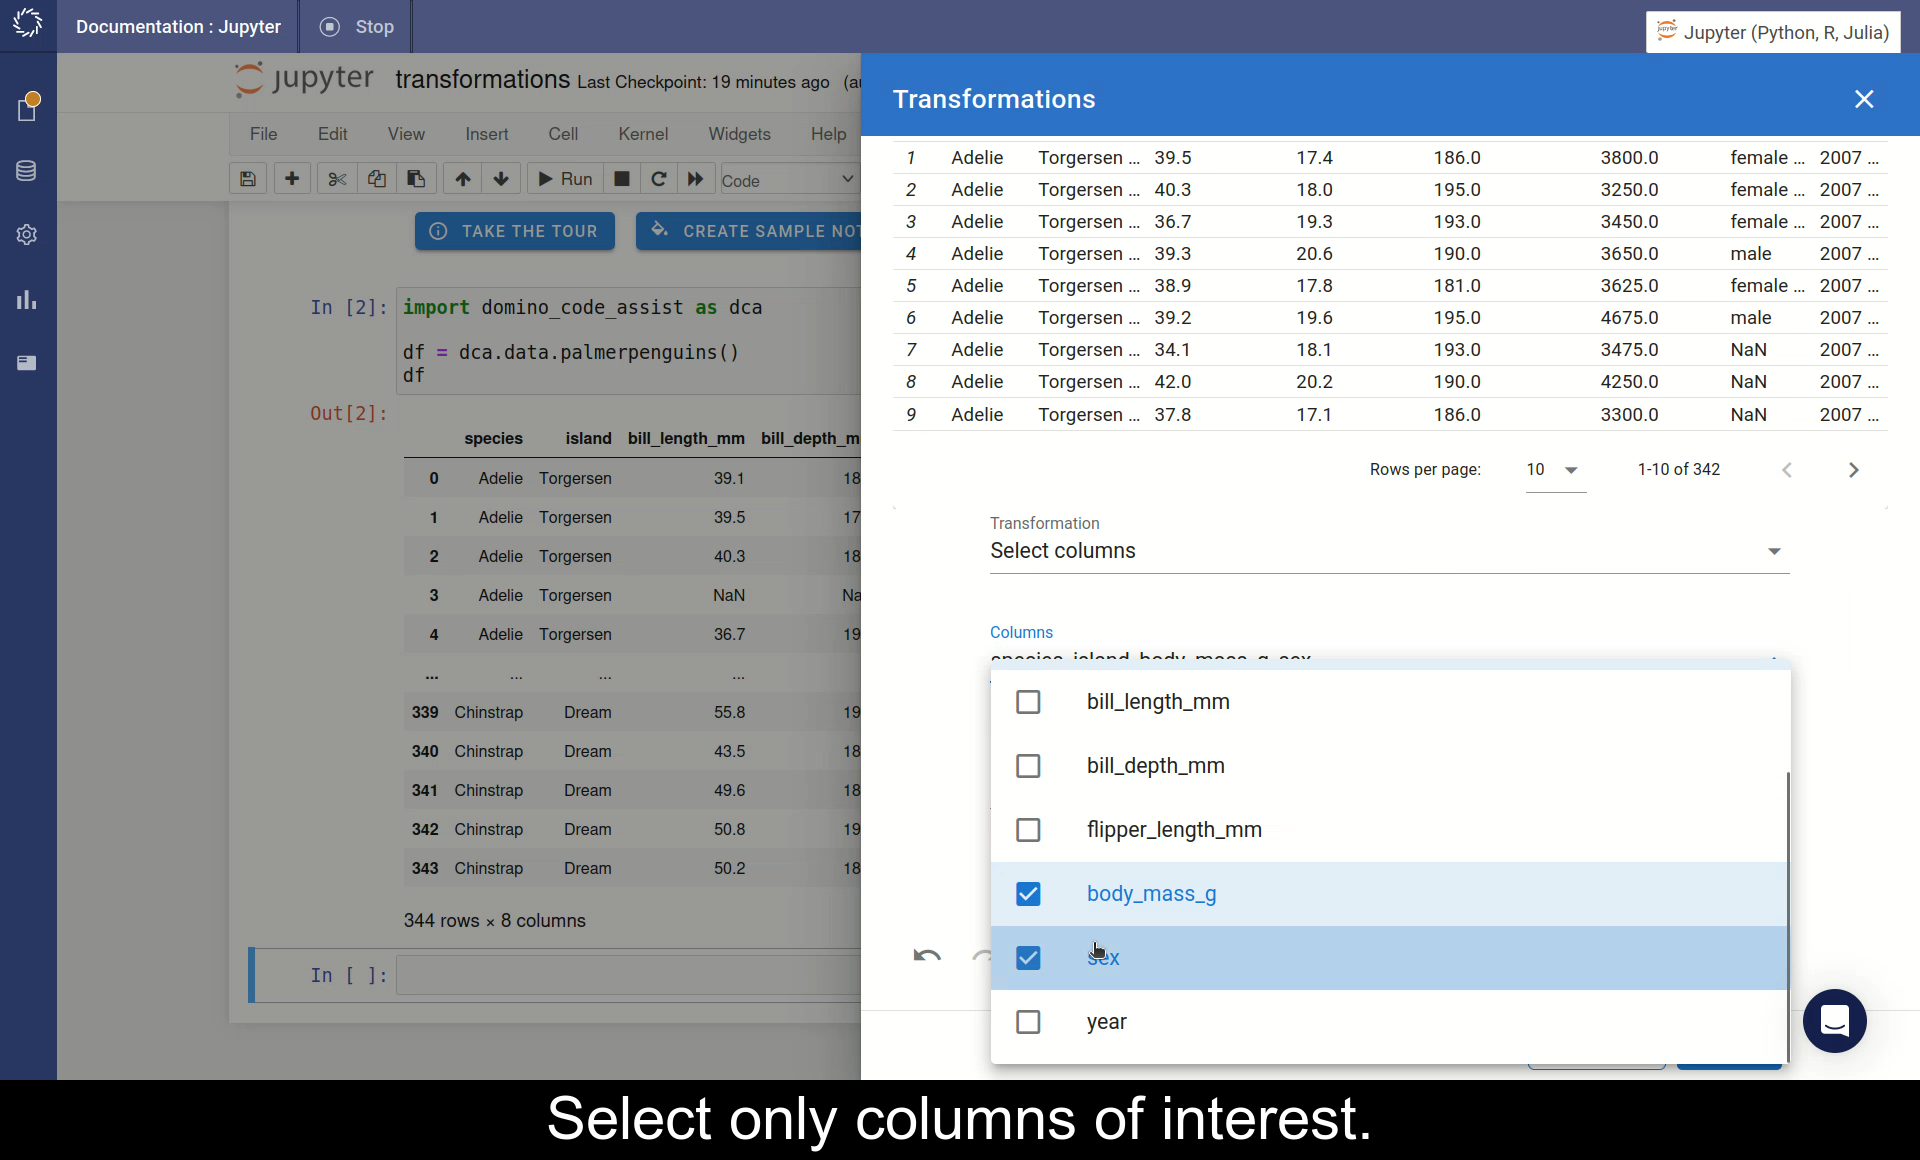 Documentation : Jupyter
Stop
Jupyter (Python, R, Julia)
jupyter transformations Last Checkpoint: 19 minutes ago (au
File Edit View Insert Cell Kernel Widgets Help
Run Code
TAKE THE TOUR CREATE SAMPLE NOT
In [2]: import domino_code_assist as dca
df = dca.data.palmerpenguins()
df
Out[2]:
species island bill_length_mm bill_depth_m
0 Adelie Torgersen 39.1 18
1 Adelie Torgersen 39.5 17
2 Adelie Torgersen 40.3 18
3 Adelie Torgersen NaN Na
4 Adelie Torgersen 36.7 19
... ... ... ...
339 Chinstrap Dream 55.8 19
340 Chinstrap Dream 43.5 18
341 Chinstrap Dream 49.6 18
342 Chinstrap Dream 50.8 19
343 Chinstrap Dream 50.2 18
344 rows × 8 columns
In [ ]:
Transformations
1 Adelie Torgersen ... 39.5 17.4 186.0 3800.0 female ... 2007 ...
2 Adelie Torgersen ... 40.3 18.0 195.0 3250.0 female ... 2007 ...
3 Adelie Torgersen ... 36.7 19.3 193.0 3450.0 female ... 2007 ...
4 Adelie Torgersen ... 39.3 20.6 190.0 3650.0 male 2007 ...
5 Adelie Torgersen ... 38.9 17.8 181.0 3625.0 female ... 2007 ...
6 Adelie Torgersen ... 39.2 19.6 195.0 4675.0 male 2007 ...
7 Adelie Torgersen ... 34.1 18.1 193.0 3475.0 NaN 2007 ...
8 Adelie Torgersen ... 42.0 20.2 190.0 4250.0 NaN 2007 ...
9 Adelie Torgersen ... 37.8 17.1 186.0 3300.0 NaN 2007 ...
Rows per page: 10 1-10 of 342
Transformation
Select columns
Columns
species, island, body_mass_g, sex
bill_length_mm
bill_depth_mm
flipper_length_mm
body_mass_g
sex
year
Select only columns of interest.